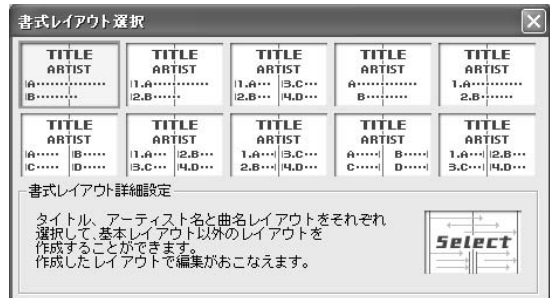 書式レイアウト選択
TITLE TITLE TITLE TITLE TITLE
ARTIST ARTIST ARTIST ARTIST ARTIST
A・・・・・・・・・・ 1.A・・・・・・・・ 1.A・・・ 3.C・・・ A・・・・・・・・・・ 1.A・・・・・・・・
B・・・・・・・・ 2.B・・・・・ 2.B・・・ 4.D・・・ B・・・・・・・・ 2.B・・・・・
TITLE TITLE TITLE TITLE TITLE
ARTIST ARTIST ARTIST ARTIST ARTIST
A・・・・・ B・・・・・ 1.A・・・ 2.B・・・ 1.A・・・ 3.C・・・ A・・・・・ B・・・・・ 1.A・・・ 2.B・・・
C・・・・・ D・・・・・ 3.C・・・ 4.D・・・ 2.B・・・ 4.D・・・ C・・・・・ D・・・・・ 3.C・・・ 4.D・・・
書式レイアウト詳細設定
タイトル、アーティスト名と曲名レイアウトをそれぞれ
選択して、基本レイアウト以外のレイアウトを
作成することができます。
作成したレイアウトで編集がおこなえます。
Select